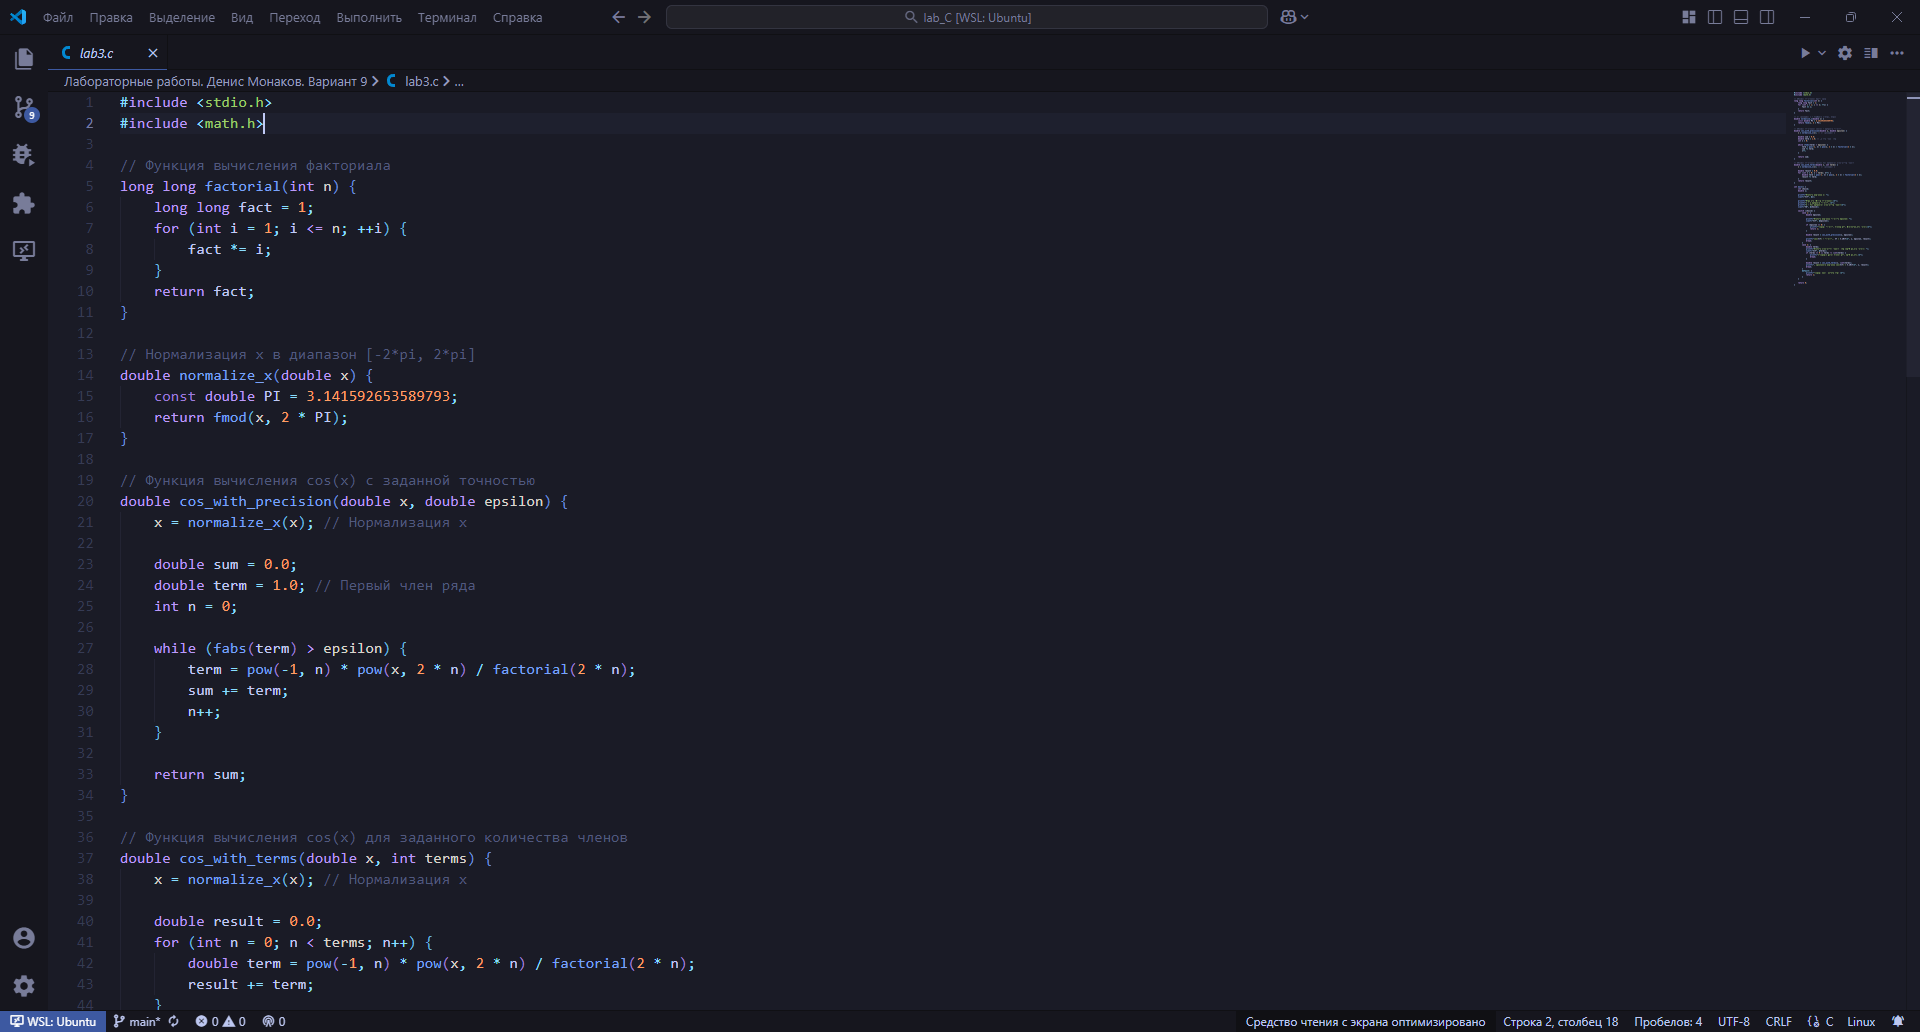 Файл Правка Выделение Вид Переход Выполнить Терминал Справка
lab_C [WSL: Ubuntu]
lab3.c
Лабораторные работы. Денис Монаков. Вариант 9 > lab3.c > ...
9
1 #include <stdio.h>
2 #include <math.h>
3
4 // Функция вычисления факториала
5 long long factorial(int n) {
6     long long fact = 1;
7     for (int i = 1; i <= n; ++i) {
8         fact *= i;
9     }
10     return fact;
11 }
12
13 // Нормализация x в диапазон [-2*pi, 2*pi]
14 double normalize_x(double x) {
15     const double PI = 3.141592653589793;
16     return fmod(x, 2 * PI);
17 }
18
19 // Функция вычисления cos(x) с заданной точностью
20 double cos_with_precision(double x, double epsilon) {
21     x = normalize_x(x); // Нормализация x
22
23     double sum = 0.0;
24     double term = 1.0; // Первый член ряда
25     int n = 0;
26
27     while (fabs(term) > epsilon) {
28         term = pow(-1, n) * pow(x, 2 * n) / factorial(2 * n);
29         sum += term;
30         n++;
31     }
32
33     return sum;
34 }
35
36 // Функция вычисления cos(x) для заданного количества членов
37 double cos_with_terms(double x, int terms) {
38     x = normalize_x(x); // Нормализация x
39
40     double result = 0.0;
41     for (int n = 0; n < terms; n++) {
42         double term = pow(-1, n) * pow(x, 2 * n) / factorial(2 * n);
43         result += term;
44     }
WSL: Ubuntu main* 0 0 0 Средство чтения с экрана оптимизировано Строка 2, столбец 18 Пробелов: 4 UTF-8 CRLF {} C Linux